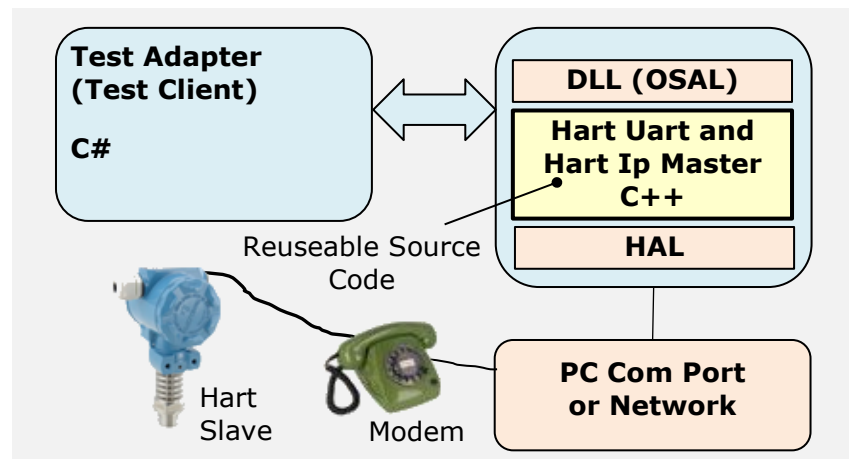 Test Adapter
(Test Client)
C#
DLL (OSAL)
Hart Uart and
Hart Ip Master
C++
HAL
Reuseable Source
Code
Hart
Slave
Modem
PC Com Port
or Network